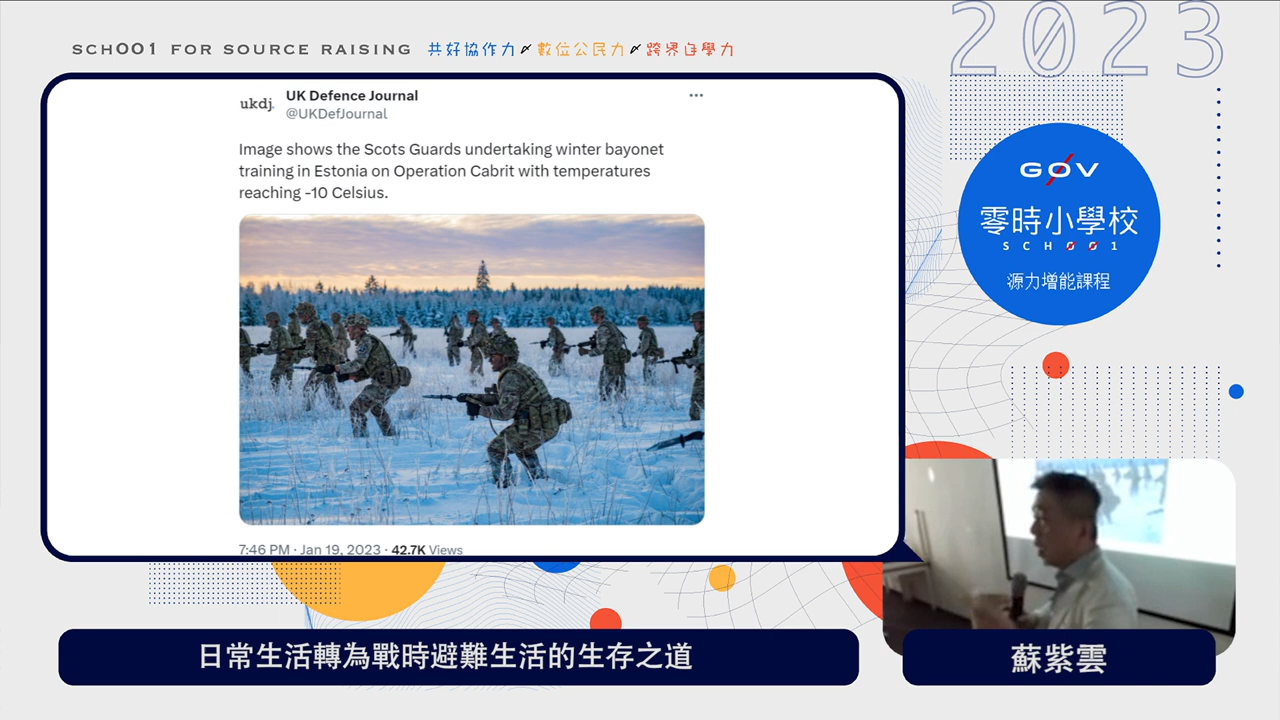 SCHOO1 FOR SOURCE RAISING 共好協作力 數位公民力 跨界自學力
2023
ukdj.
UK Defence Journal
@UKDefJournal
Image shows the Scots Guards undertaking winter bayonet
training in Estonia on Operation Cabrit with temperatures
reaching -10 Celsius.
7:46 PM · Jan 19, 2023 · 42.7K Views
G0V
零時小學校
SCH001
源力增能課程
日常生活轉為戰時避難生活的生存之道
蘇紫雲